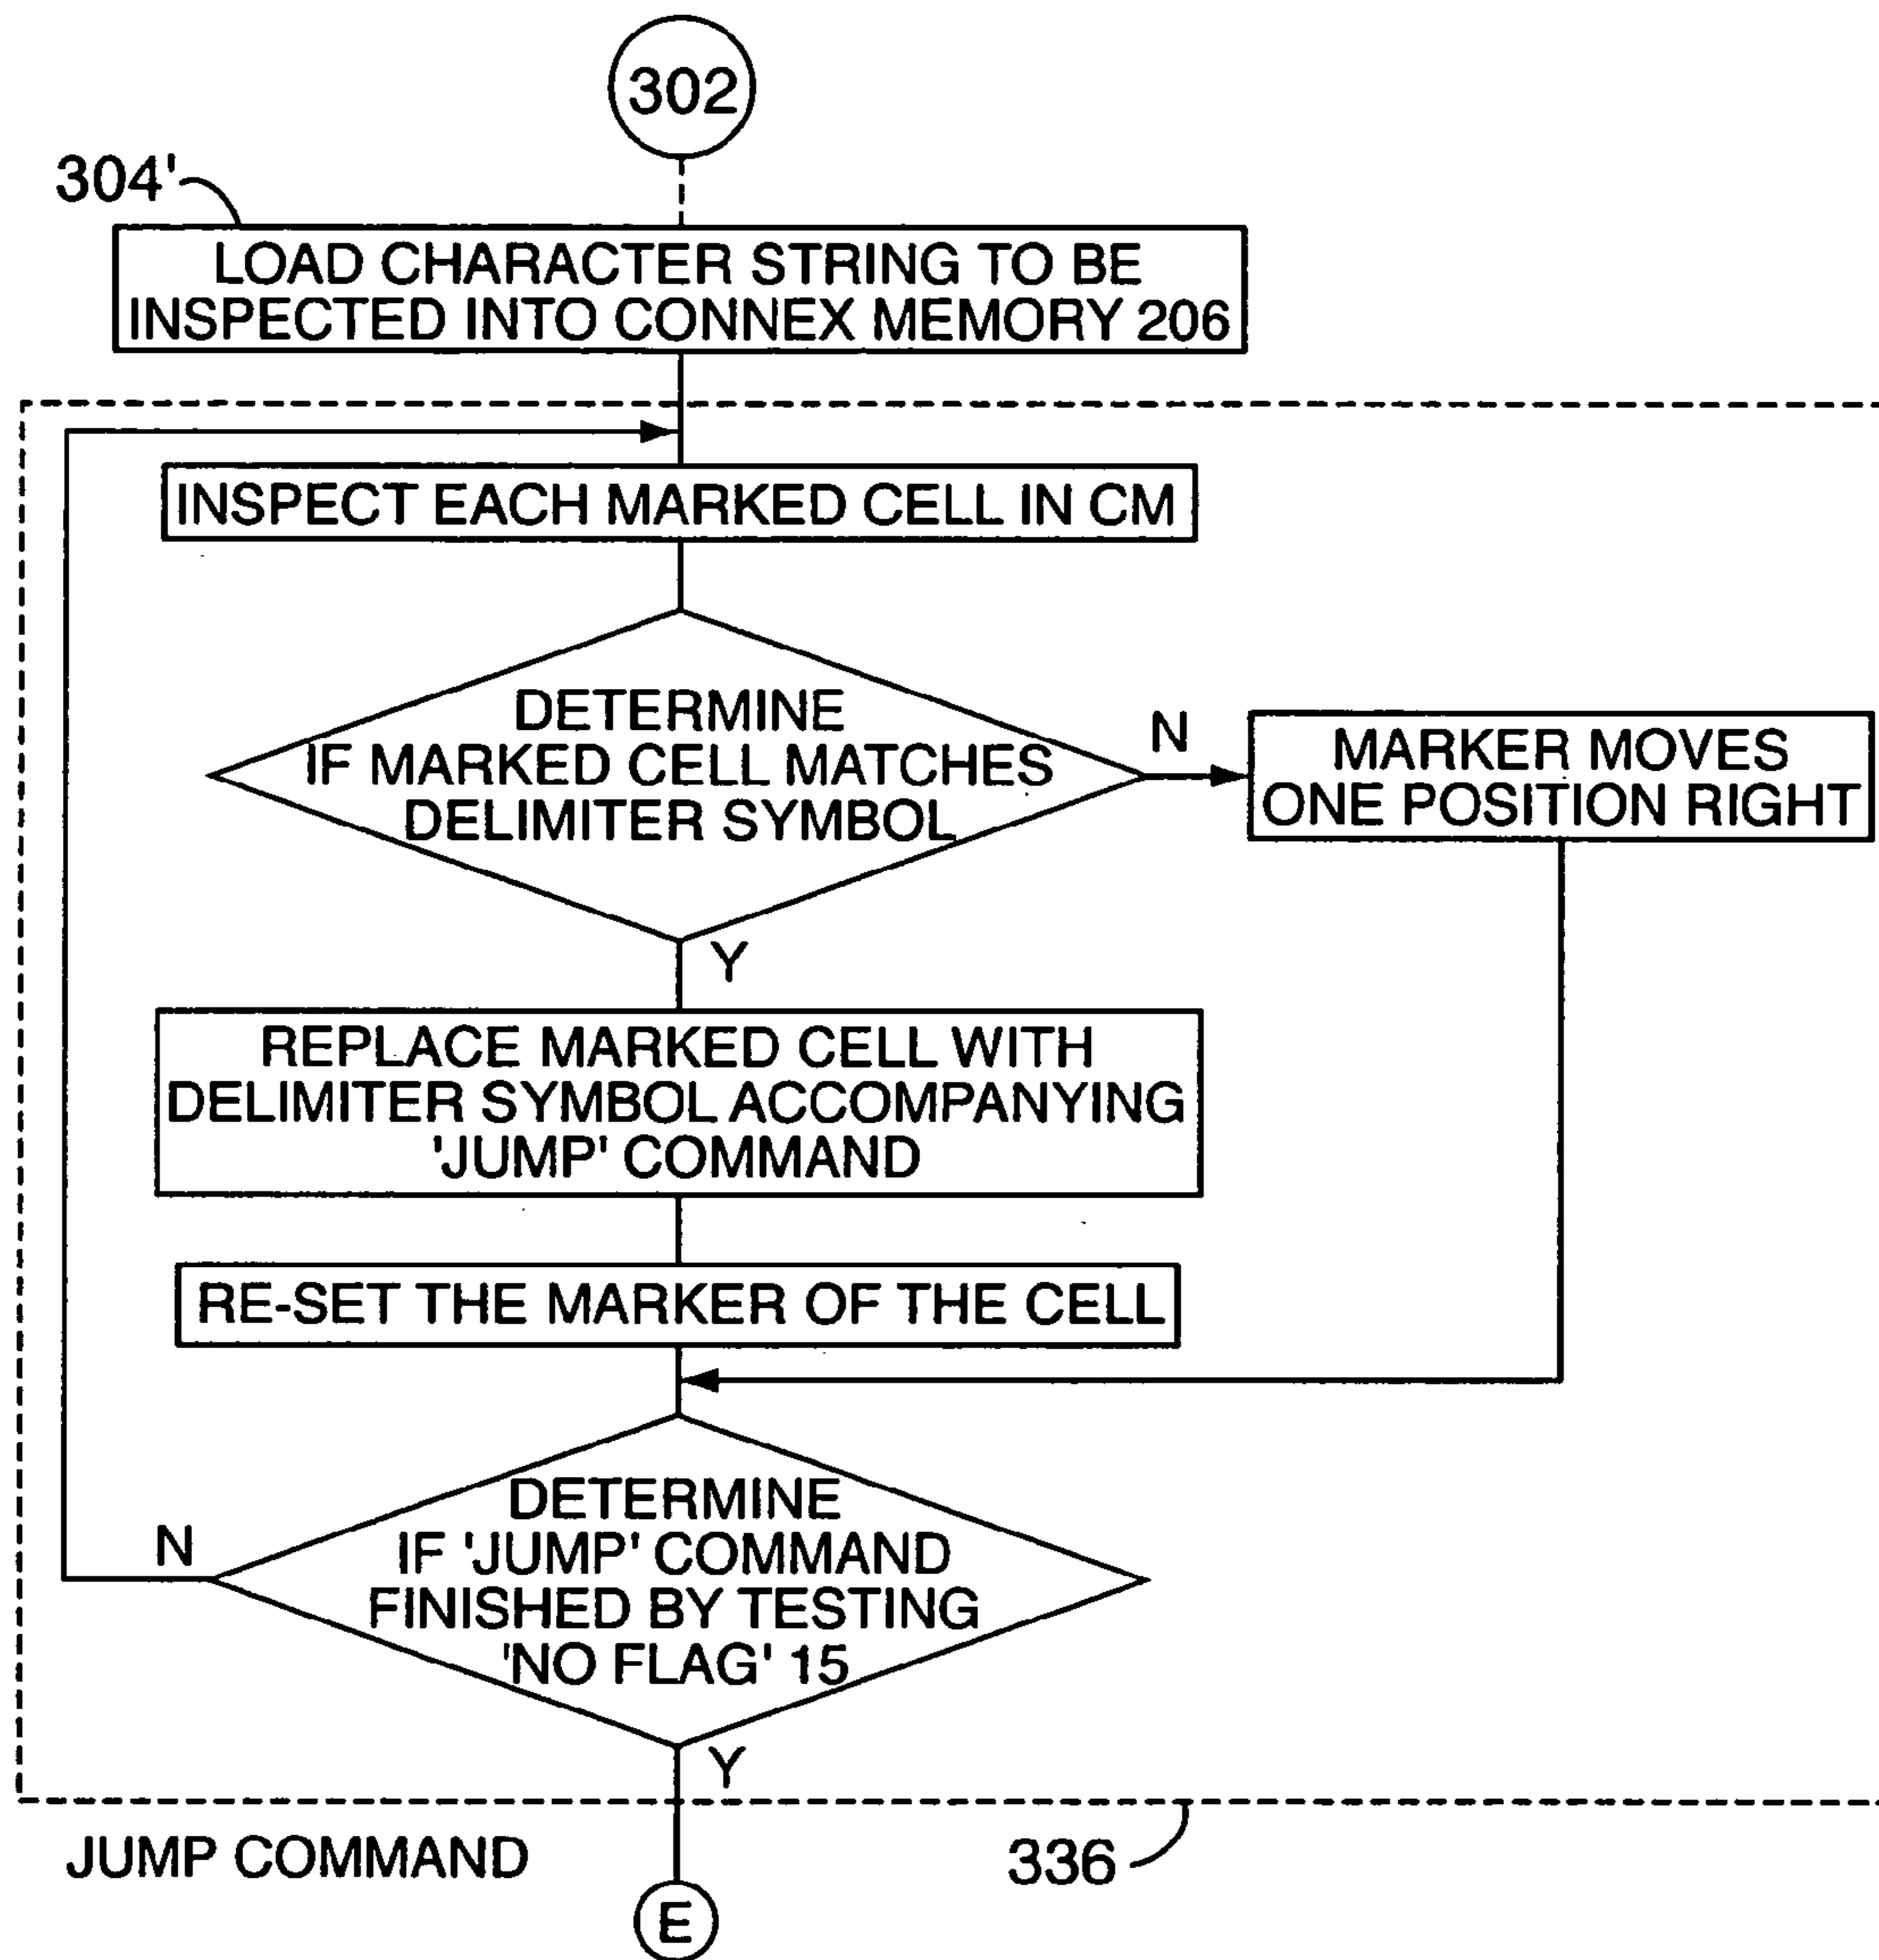 302
304'
LOAD CHARACTER STRING TO BE
INSPECTED INTO CONNEX MEMORY 206
INSPECT EACH MARKED CELL IN CM
DETERMINE
IF MARKED CELL MATCHES
DELIMITER SYMBOL
N
MARKER MOVES
ONE POSITION RIGHT
Y
REPLACE MARKED CELL WITH
DELIMITER SYMBOL ACCOMPANYING
'JUMP' COMMAND
RE-SET THE MARKER OF THE CELL
DETERMINE
IF 'JUMP' COMMAND
FINISHED BY TESTING
'NO FLAG' 15
N
Y
JUMP COMMAND
336
E